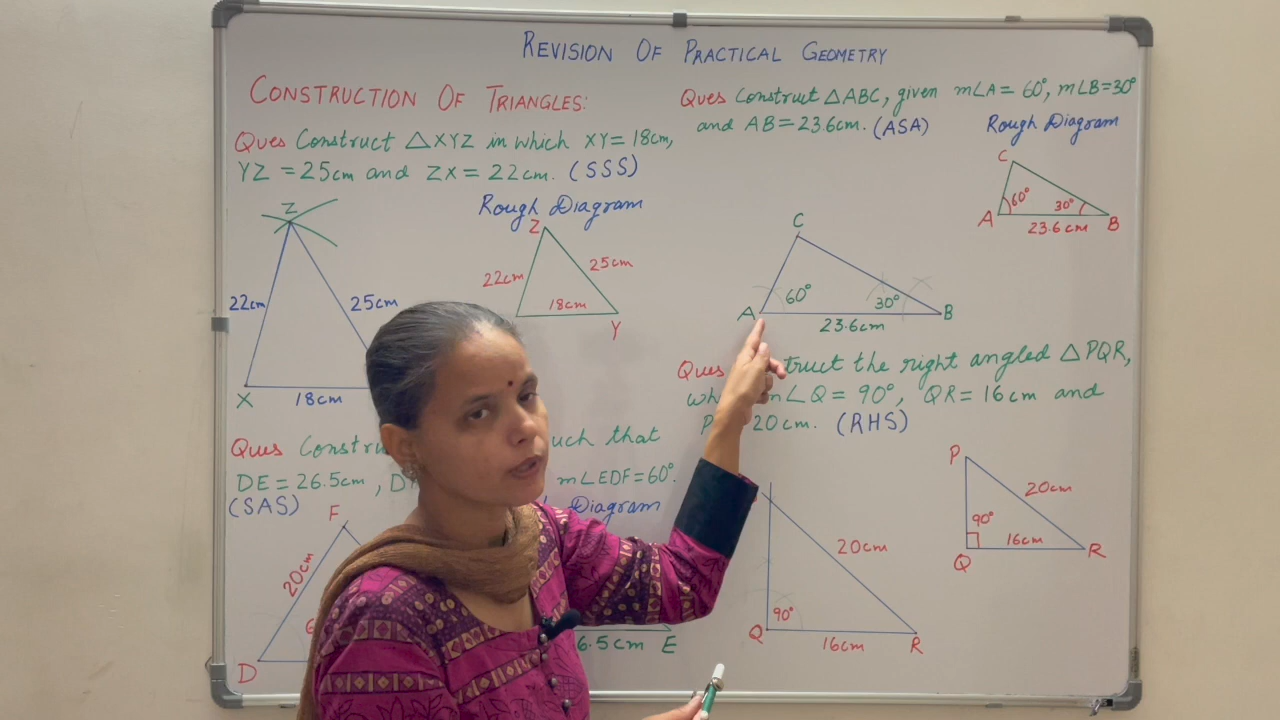 REVISION OF PRACTICAL GEOMETRY
CONSTRUCTION OF TRIANGLES:
Ques Construct △XYZ in which XY = 18cm,
YZ = 25cm and ZX = 22cm. (SSS)
Rough Diagram
Z
22cm
25cm
X
18cm
Z
22cm
25cm
18cm
Y
Ques
uch that
DE = 26.5cm ,
m∠EDF=60°.
(SAS)
Diagram
F
20cm
D
6.5cm
E
Ques Construct △ABC, given m∠A = 60°, m∠B=30°
and AB = 23.6cm. (ASA)
Rough Diagram
C
60°
30°
A
23.6 cm
B
C
60°
30°
A
23.6cm
B
Ques
truct the right angled △PQR,
∠Q = 90°, QR = 16cm and
20cm. (RHS)
P
20cm
90°
16cm
Q
R
20cm
90°
Q
16cm
R